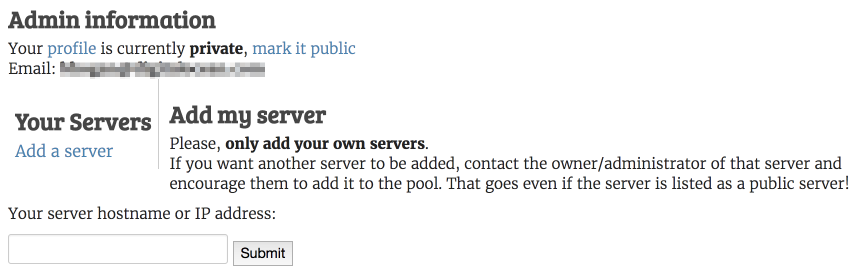 Admin information
Your profile is currently private, mark it public
Email:
Your Servers
Add a server
Add my server
Please, only add your own servers.
If you want another server to be added, contact the owner/administrator of that server and
encourage them to add it to the pool. That goes even if the server is listed as a public server!
Your server hostname or IP address:
Submit